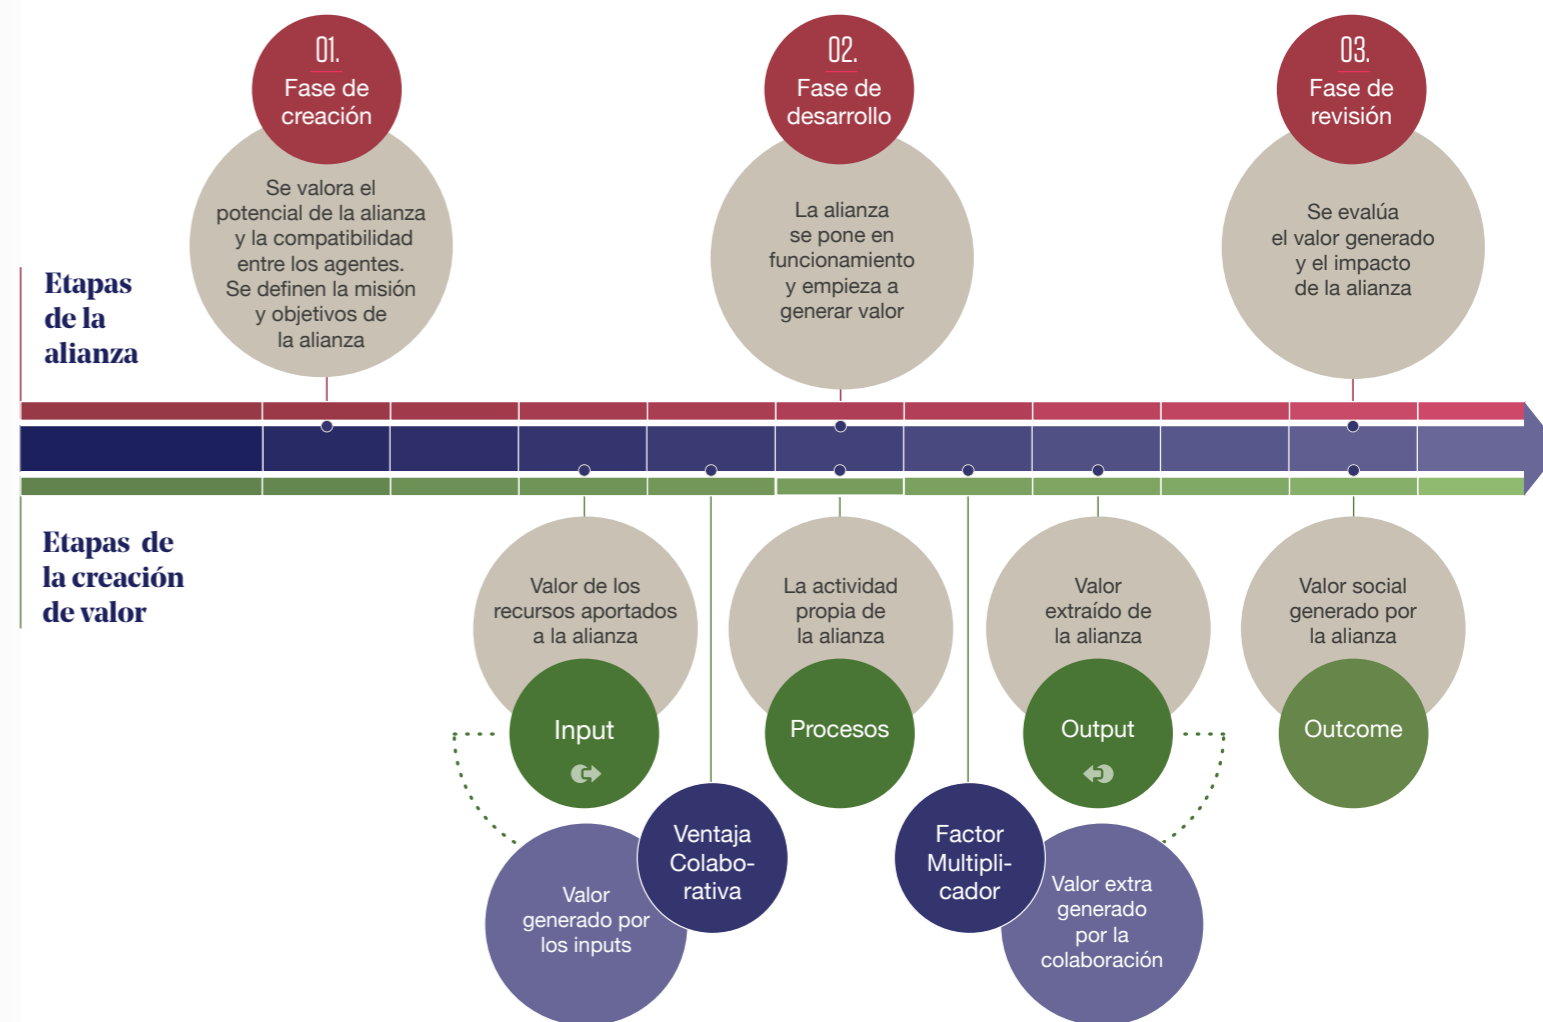 01.
Fase de
creación
Se valora el
potencial de la alianza
y la compatibilidad
entre los agentes.
Se definen la misión
y objetivos de
la alianza
02.
Fase de
desarrollo
La alianza
se pone en
funcionamiento
y empieza a
generar valor
03.
Fase de
revisión
Se evalúa
el valor generado
y el impacto
de la alianza
Etapas
de la
alianza
Etapas de
la creación
de valor
Valor de los
recursos aportados
a la alianza
Input
La actividad
propia de
la alianza
Procesos
Valor
extraído de
la alianza
Output
Valor social
generado por
la alianza
Outcome
Ventaja
Colabo-
rativa
Valor
generado por
los inputs
Factor
Multipli-
cador
Valor extra
generado
por la
colaboración